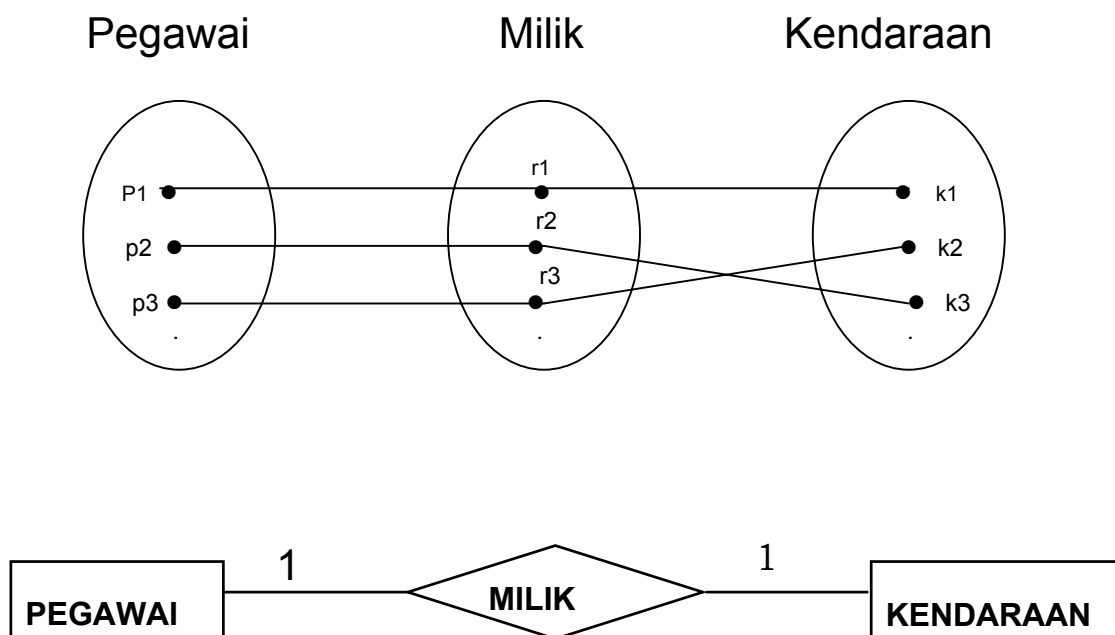 Pegawai Milik Kendaraan
r1
P1 k1
r2
p2 k2
r3
p3 k3
. . .
1 1
PEGAWAI MILIK KENDARAAN